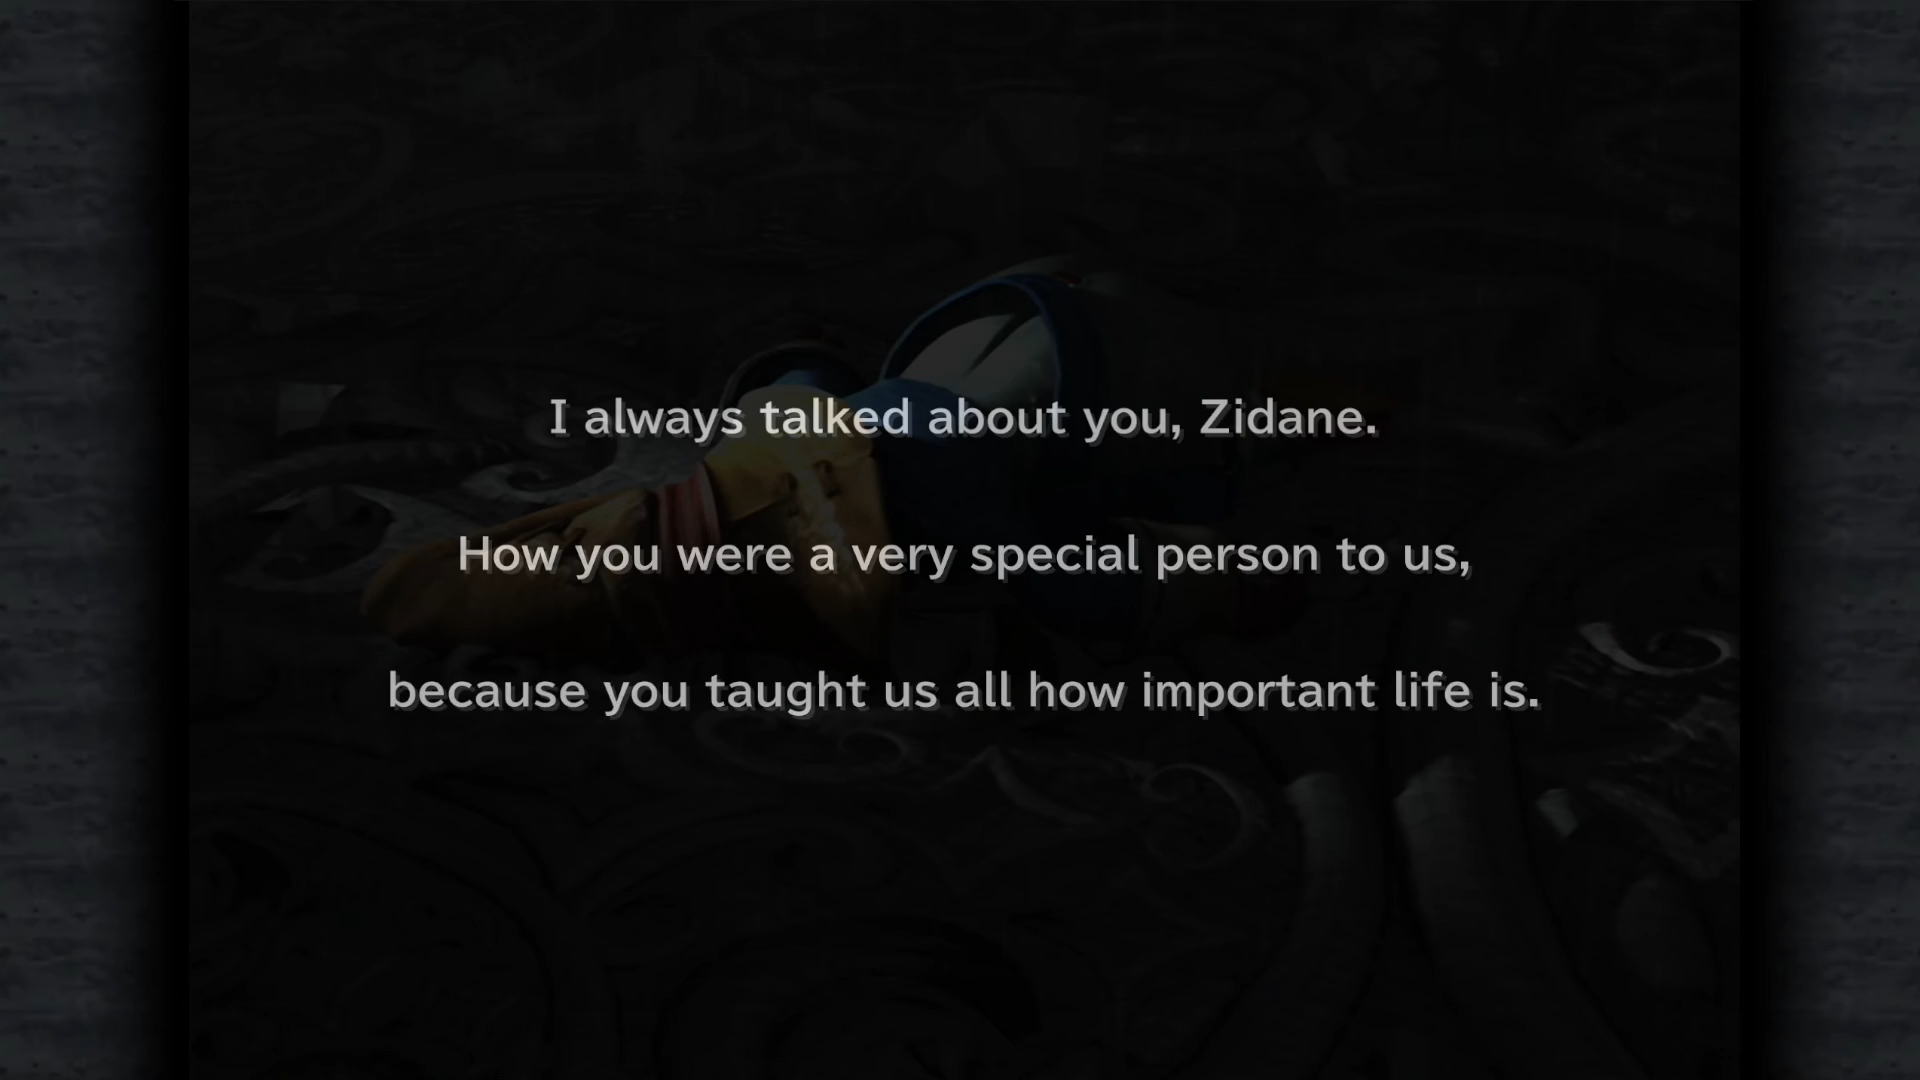 I always talked about you, Zidane.
How you were a very special person to us,
because you taught us all how important life is.